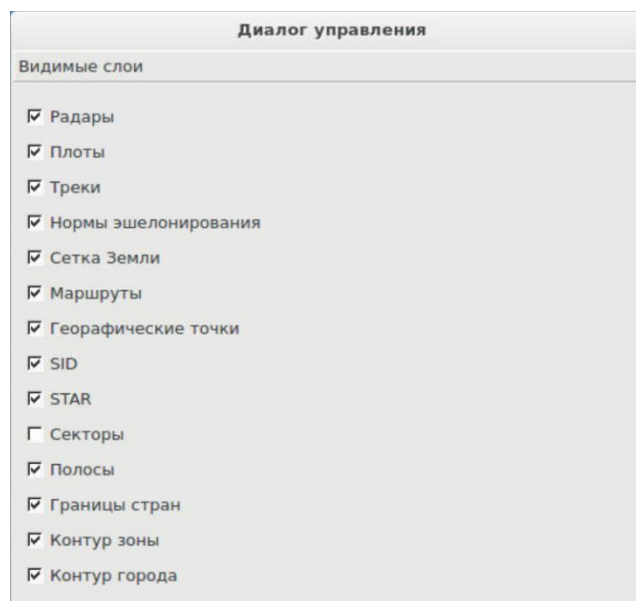 Диалог управления
Видимые слои
Радары
Плоты
Треки
Нормы эшелонирования
Сетка Земли
Маршруты
Георафические точки
SID
STAR
Секторы
Полосы
Границы стран
Контур зоны
Контур города